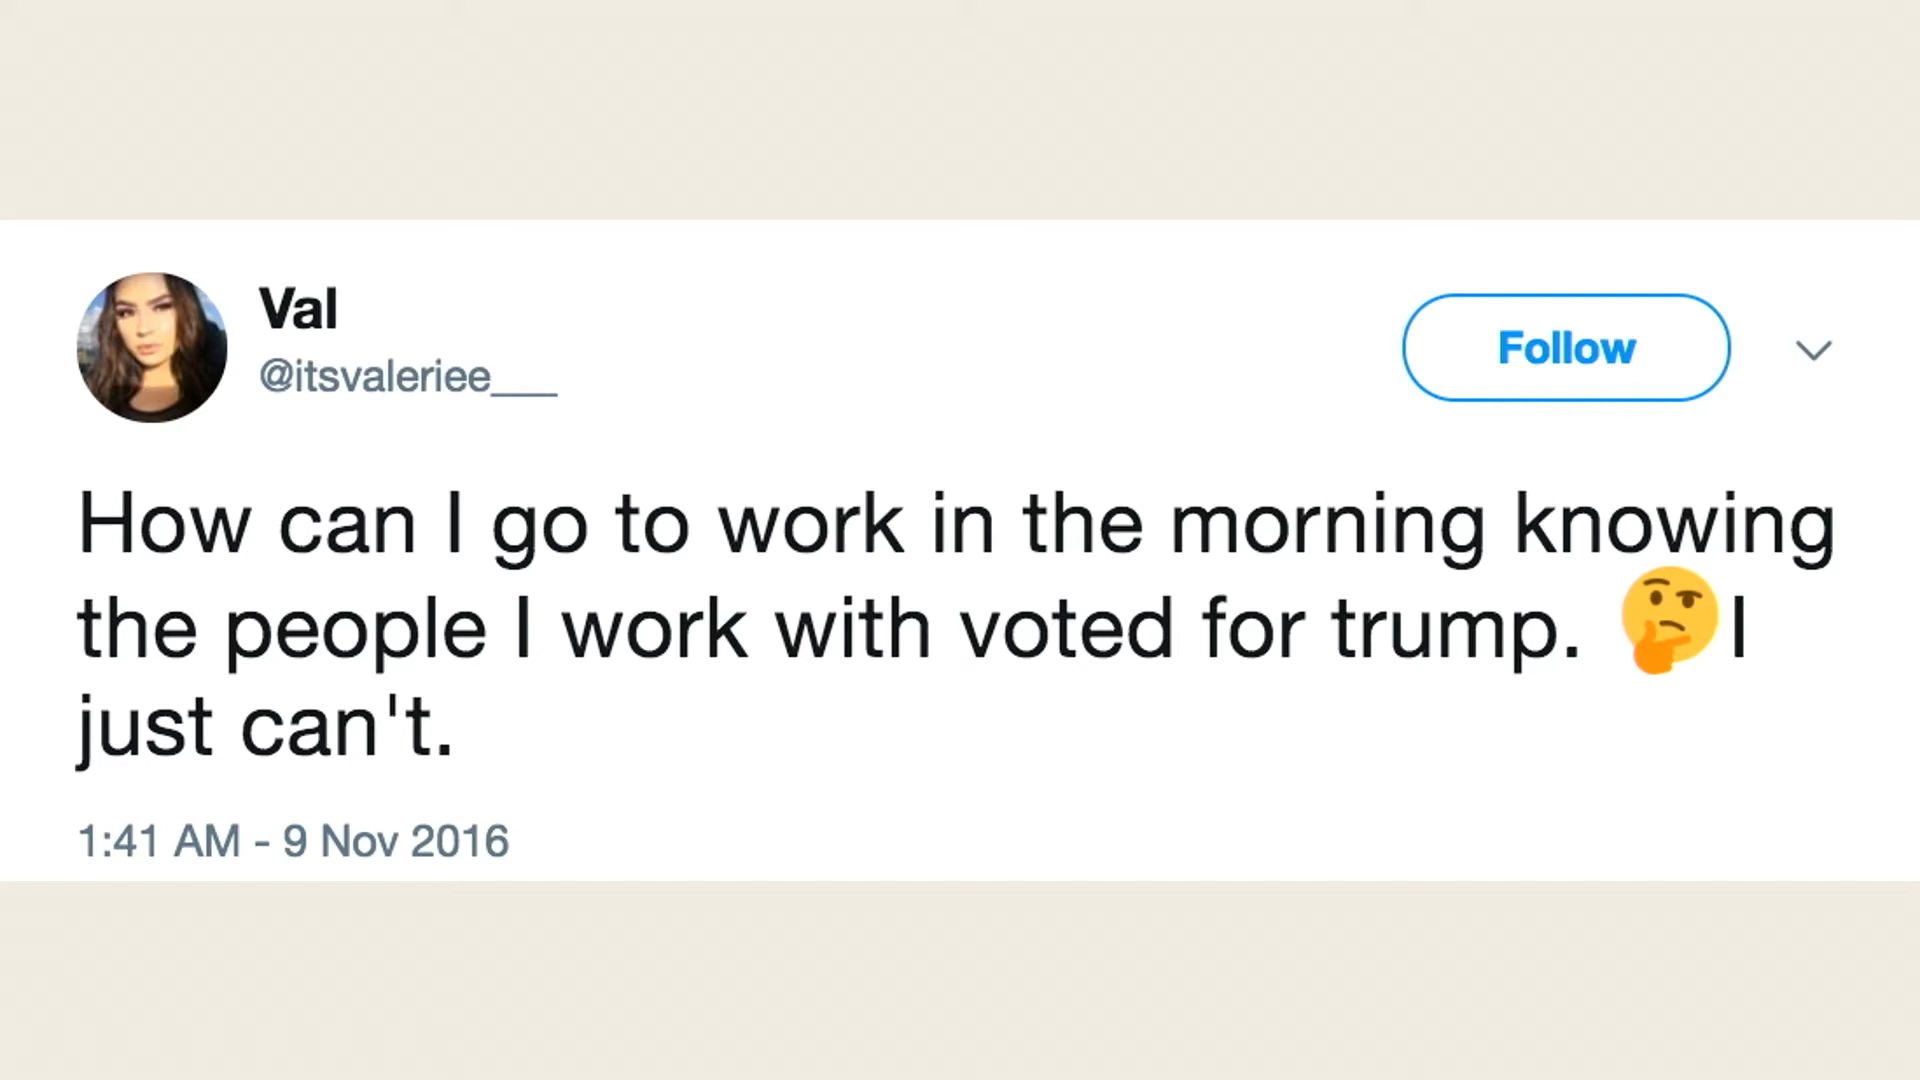 Val
@itsvaleriee___
Follow
How can I go to work in the morning knowing
the people I work with voted for trump. 🤔I
just can't.
1:41 AM - 9 Nov 2016